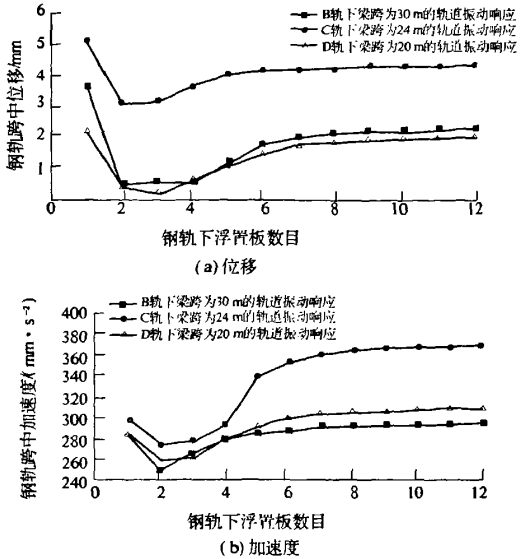 B轨下梁跨为30 m的轨道振动响应
C轨下梁跨为24 m的轨道振动响应
D轨下梁跨为20 m的轨道振动响应
钢轨跨中位移/mm
6
5
4
3
2
1
0 2 4 6 8 10 12
钢轨下浮置板数目
(a)位移
B轨下梁跨为30 m的轨道振动响应
C轨下梁跨为24 m的轨道振动响应
D轨下梁跨为20 m的轨道振动响应
钢轨跨中加速度/(mm·s⁻²)
400
380
360
340
320
300
280
260
240
0 2 4 6 8 10 12
钢轨下浮置板数目
(b)加速度